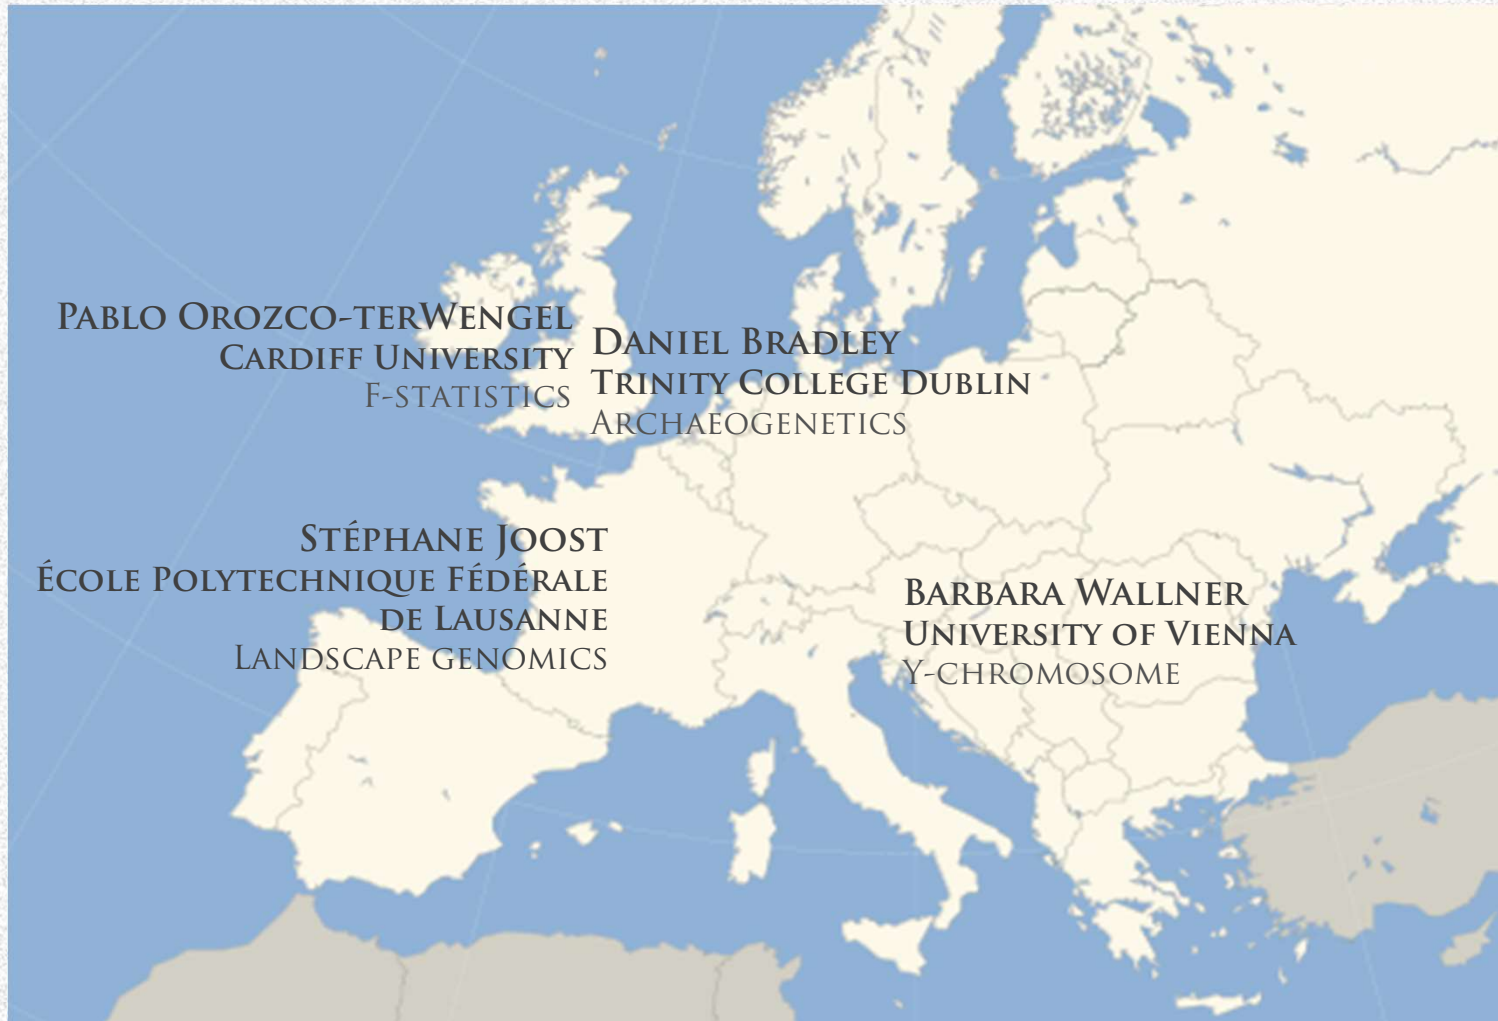 Pablo Orozco-terWengel
Cardiff University
F-statistics
Daniel Bradley
Trinity College Dublin
Archaeogenetics
Stéphane Joost
École Polytechnique Fédérale
de Lausanne
Landscape genomics
Barbara Wallner
University of Vienna
Y-chromosome